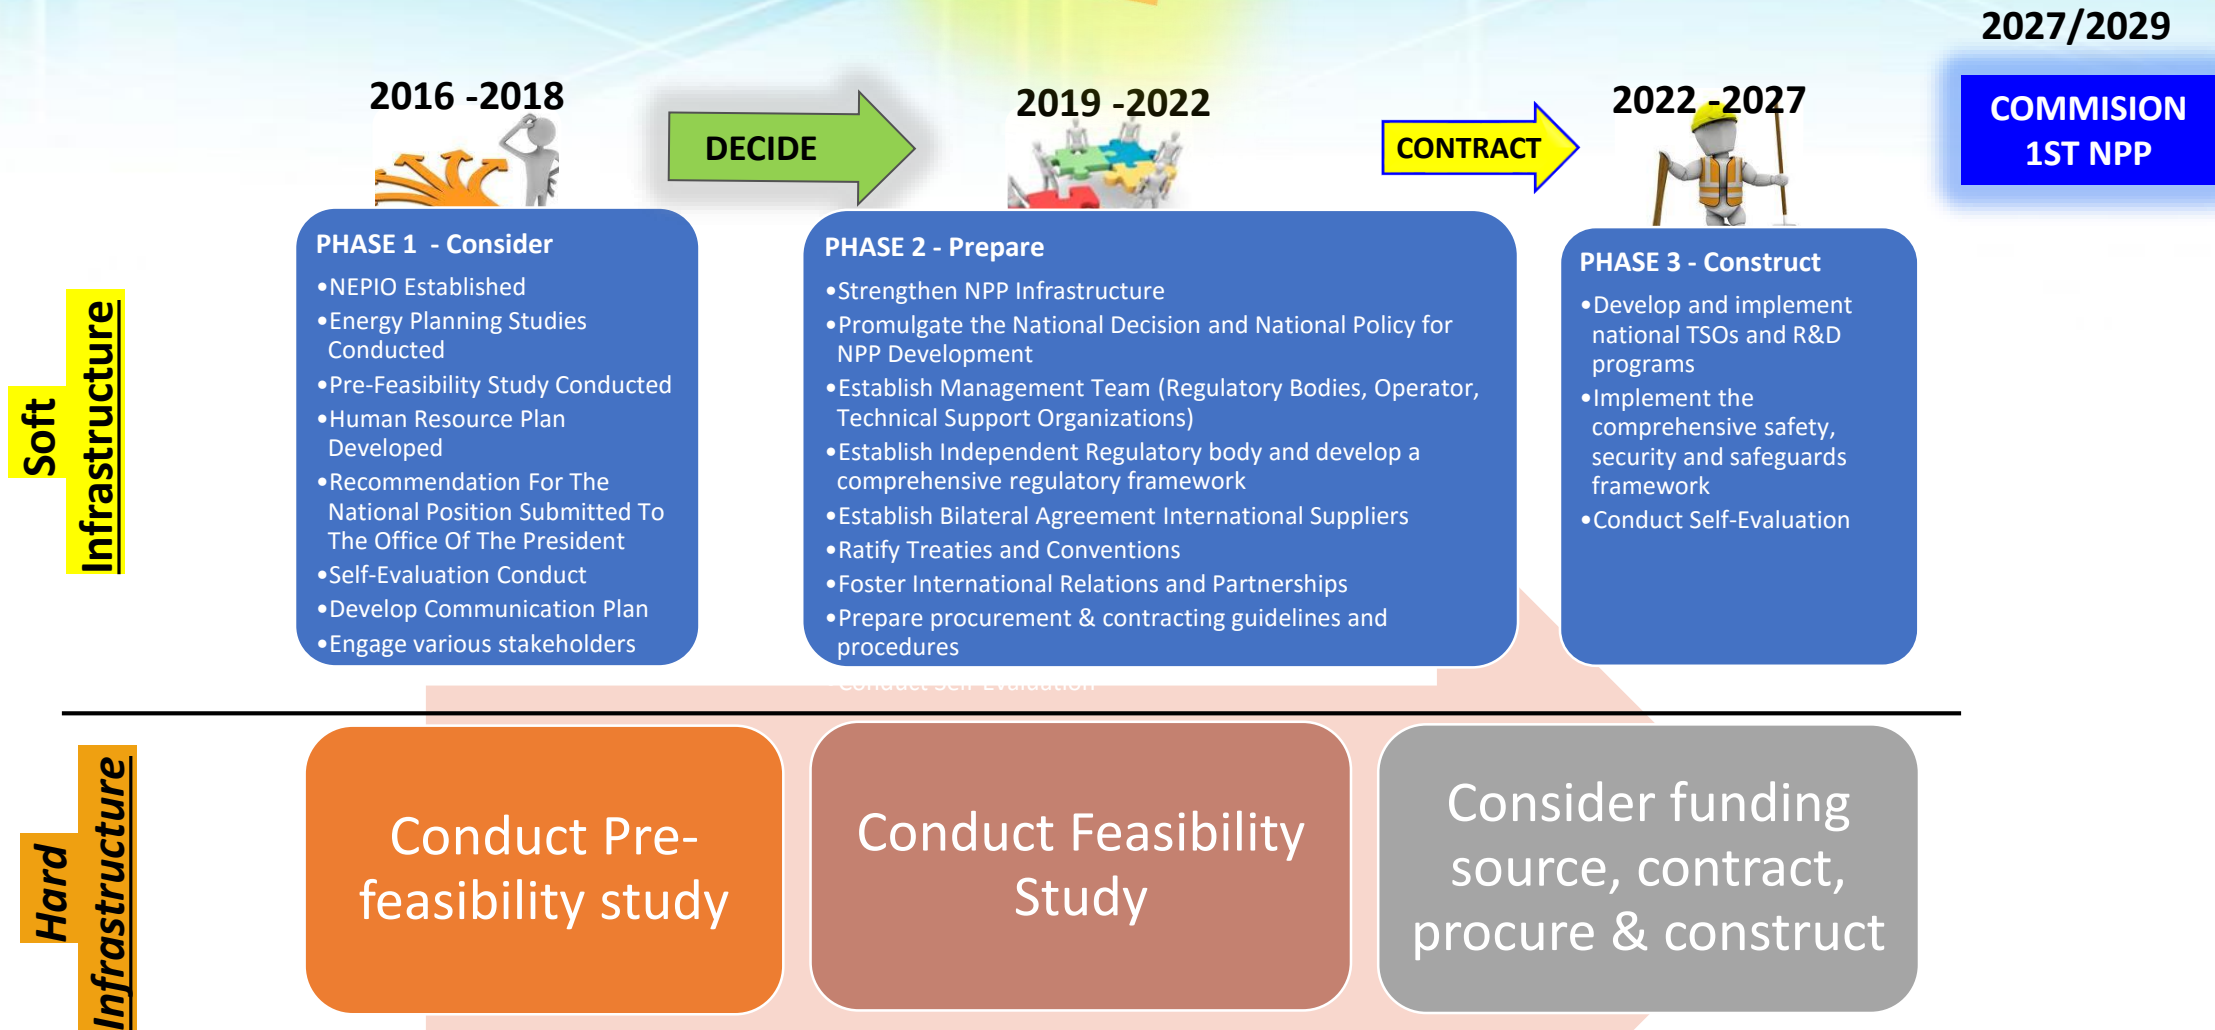 2027/2029
COMMISION
1ST NPP
2016 -2018
DECIDE
2019 -2022
CONTRACT
2022 -2027
Soft
Infrastructure
PHASE 1 - Consider
•NEPIO Established
•Energy Planning Studies
Conducted
•Pre-Feasibility Study Conducted
•Human Resource Plan
Developed
•Recommendation For The
National Position Submitted To
The Office Of The President
•Self-Evaluation Conduct
•Develop Communication Plan
•Engage various stakeholders
PHASE 2 - Prepare
•Strengthen NPP Infrastructure
•Promulgate the National Decision and National Policy for
NPP Development
•Establish Management Team (Regulatory Bodies, Operator,
Technical Support Organizations)
•Establish Independent Regulatory body and develop a
comprehensive regulatory framework
•Establish Bilateral Agreement International Suppliers
•Ratify Treaties and Conventions
•Foster International Relations and Partnerships
•Prepare procurement & contracting guidelines and
procedures
•Conduct Self-Evaluation
PHASE 3 - Construct
•Develop and implement
national TSOs and R&D
programs
•Implement the
comprehensive safety,
security and safeguards
framework
•Conduct Self-Evaluation
Hard
Infrastructure
Conduct Pre-
feasibility study
Conduct Feasibility
Study
Consider funding
source, contract,
procure & construct